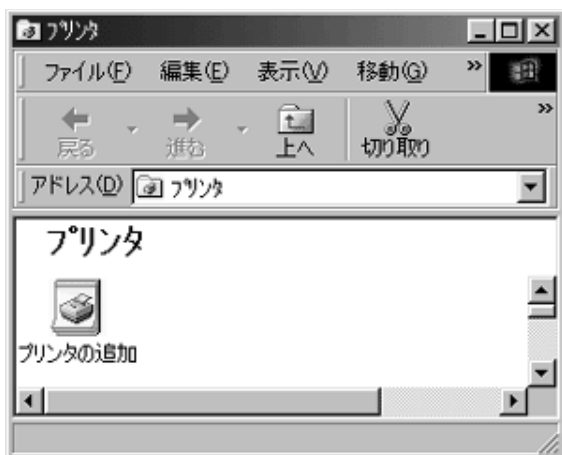 プリンタ
ファイル(F) 編集(E) 表示(V) 移動(G) »
戻る 進む 上へ 切り取り »
アドレス(D) プリンタ
プリンタ
プリンタの追加